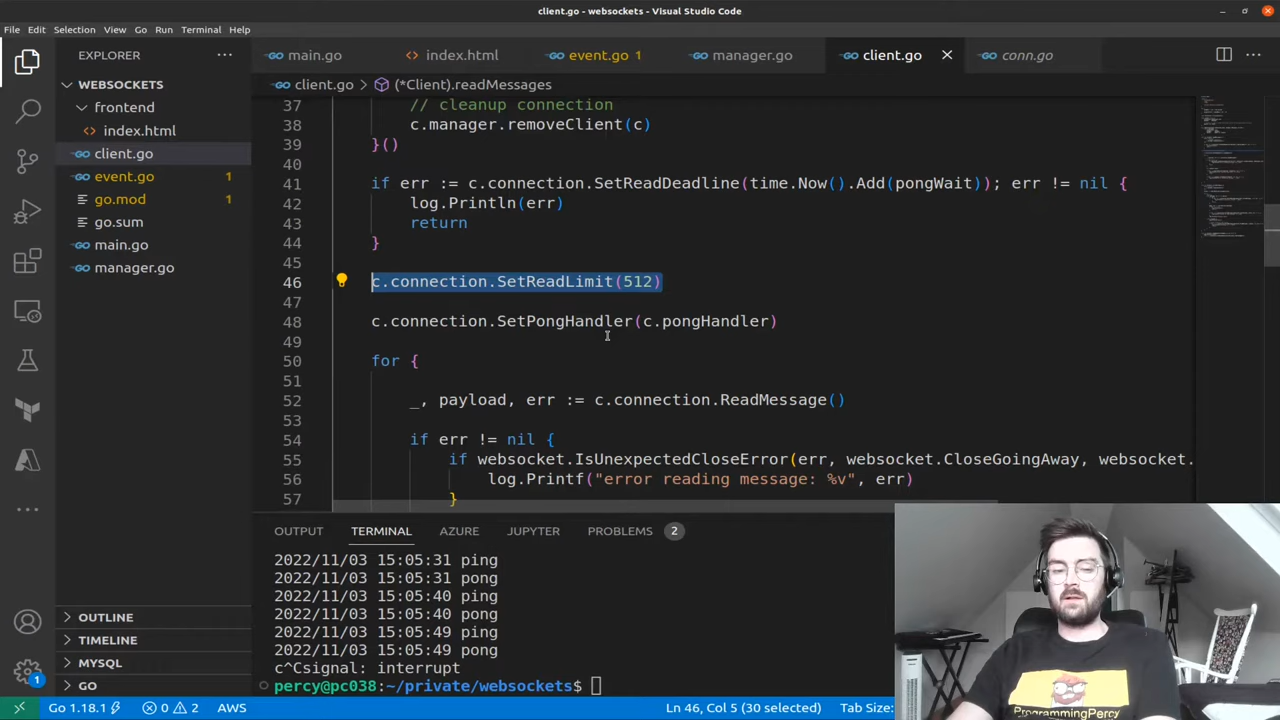 client.go - websockets - Visual Studio Code
File Edit Selection View Go Run Terminal Help
EXPLORER
main.go index.html event.go 1 manager.go client.go conn.go
WEBSOCKETS
client.go > (*Client).readMessages
frontend
index.html
client.go
event.go 1
go.mod 1
go.sum
main.go
manager.go
37 // cleanup connection
38 c.manager.removeClient(c)
39 }()
40
41 if err := c.connection.SetReadDeadline(time.Now().Add(pongWait)); err != nil {
42 log.Println(err)
43 return
44 }
45
46 c.connection.SetReadLimit(512)
47
48 c.connection.SetPongHandler(c.pongHandler)
49
50 for {
51
52 _, payload, err := c.connection.ReadMessage()
53
54 if err != nil {
55 if websocket.IsUnexpectedCloseError(err, websocket.CloseGoingAway, websocket.
56 log.Printf("error reading message: %v", err)
57 }
OUTPUT TERMINAL AZURE JUPYTER PROBLEMS 2
2022/11/03 15:05:31 ping
2022/11/03 15:05:31 pong
2022/11/03 15:05:40 ping
2022/11/03 15:05:40 pong
2022/11/03 15:05:49 ping
2022/11/03 15:05:49 pong
c^Csignal: interrupt
percy@pc038:~/private/websockets$
OUTLINE
TIMELINE
MYSQL
GO
1
Go 1.18.1 0 2 AWS Ln 46, Col 5 (30 selected) Tab Size:
ProgrammingPercy